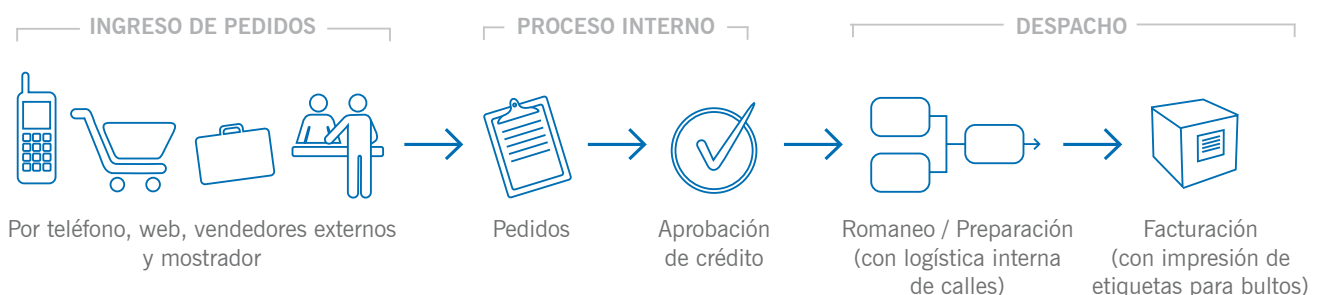 INGRESO DE PEDIDOS
PROCESO INTERNO
DESPACHO
Por teléfono, web, vendedores externos
y mostrador
Pedidos
Aprobación
de crédito
Romaneo / Preparación
(con logística interna
de calles)
Facturación
(con impresión de
etiquetas para bultos)